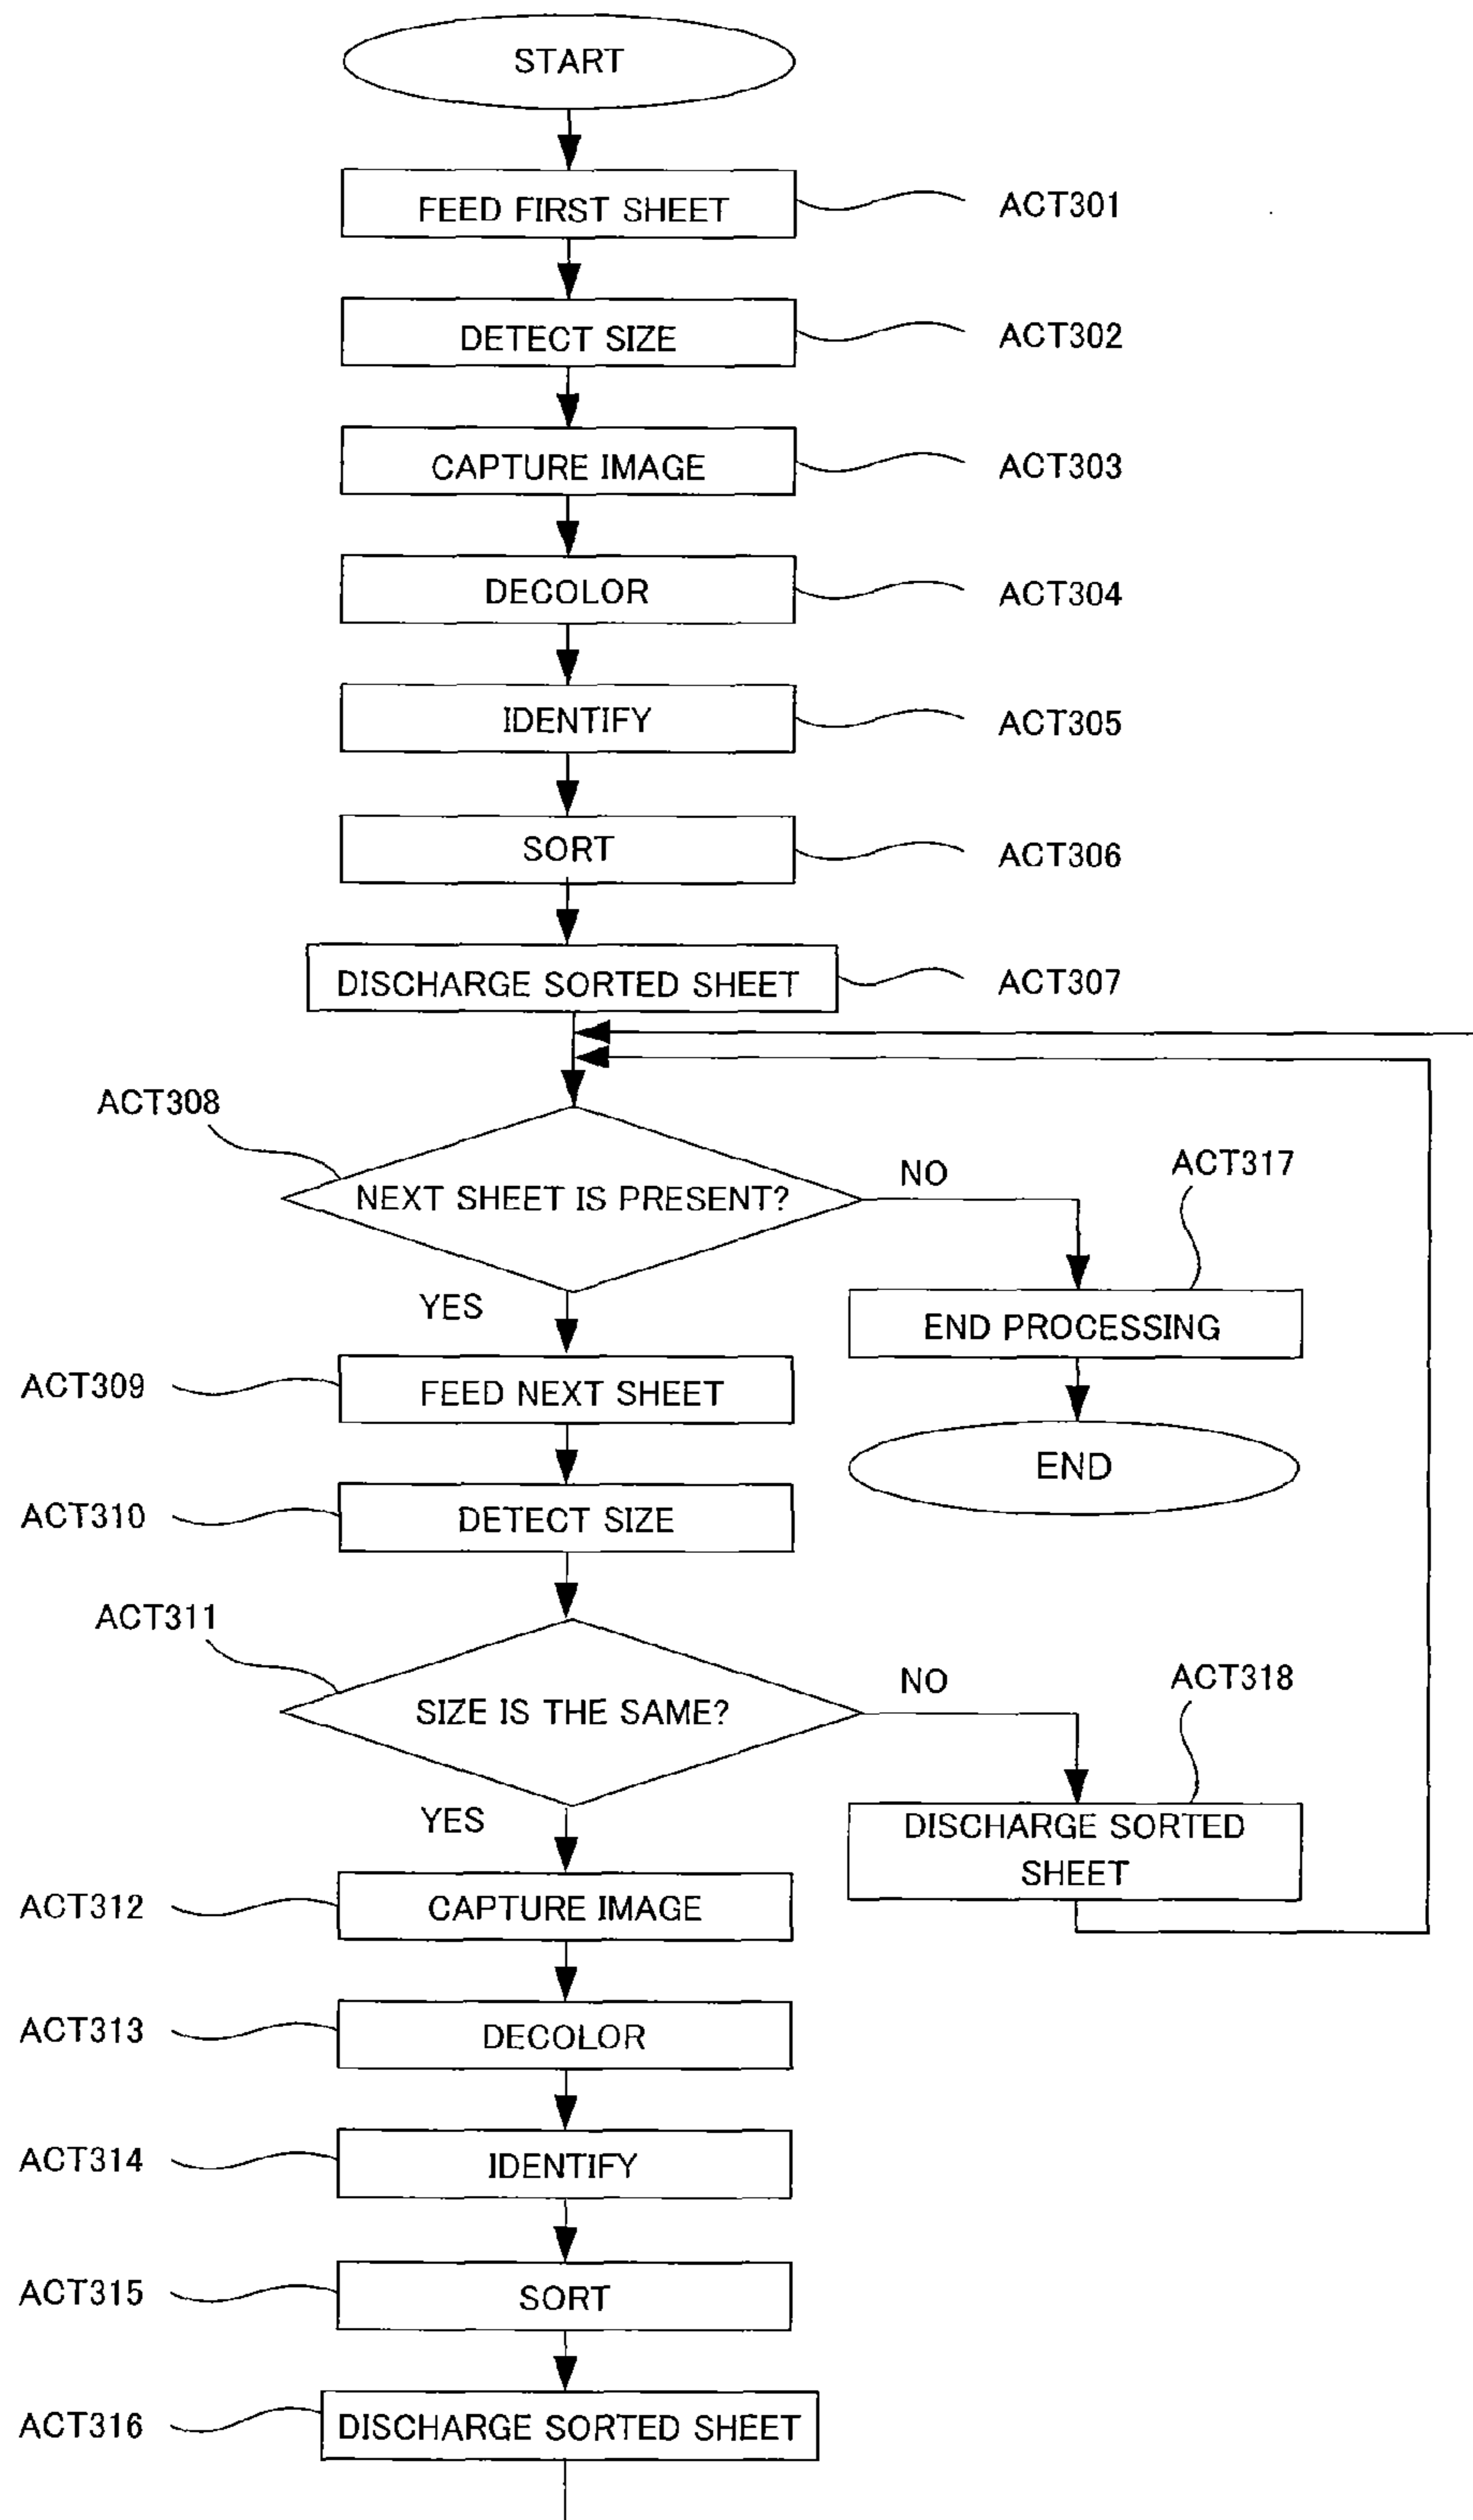 START
FEED FIRST SHEET
ACT301
DETECT SIZE
ACT302
CAPTURE IMAGE
ACT303
DECOLOR
ACT304
IDENTIFY
ACT305
SORT
ACT306
DISCHARGE SORTED SHEET
ACT307
ACT308
NEXT SHEET IS PRESENT?
NO
ACT317
YES
END PROCESSING
ACT309
FEED NEXT SHEET
END
ACT310
DETECT SIZE
ACT311
SIZE IS THE SAME?
NO
ACT318
YES
DISCHARGE SORTED
SHEET
ACT312
CAPTURE IMAGE
ACT313
DECOLOR
ACT314
IDENTIFY
ACT315
SORT
ACT316
DISCHARGE SORTED SHEET